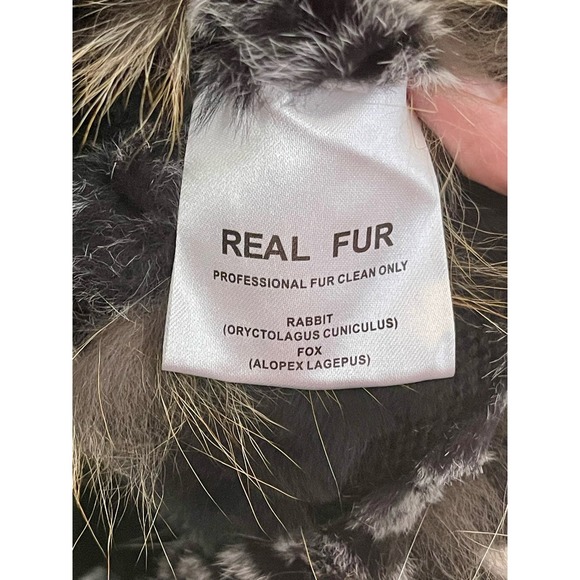 REAL FUR
PROFESSIONAL FUR CLEAN ONLY
RABBIT
(ORYCTOLAGUS CUNICULUS)
FOX
(ALOPEX LAGEPUS)